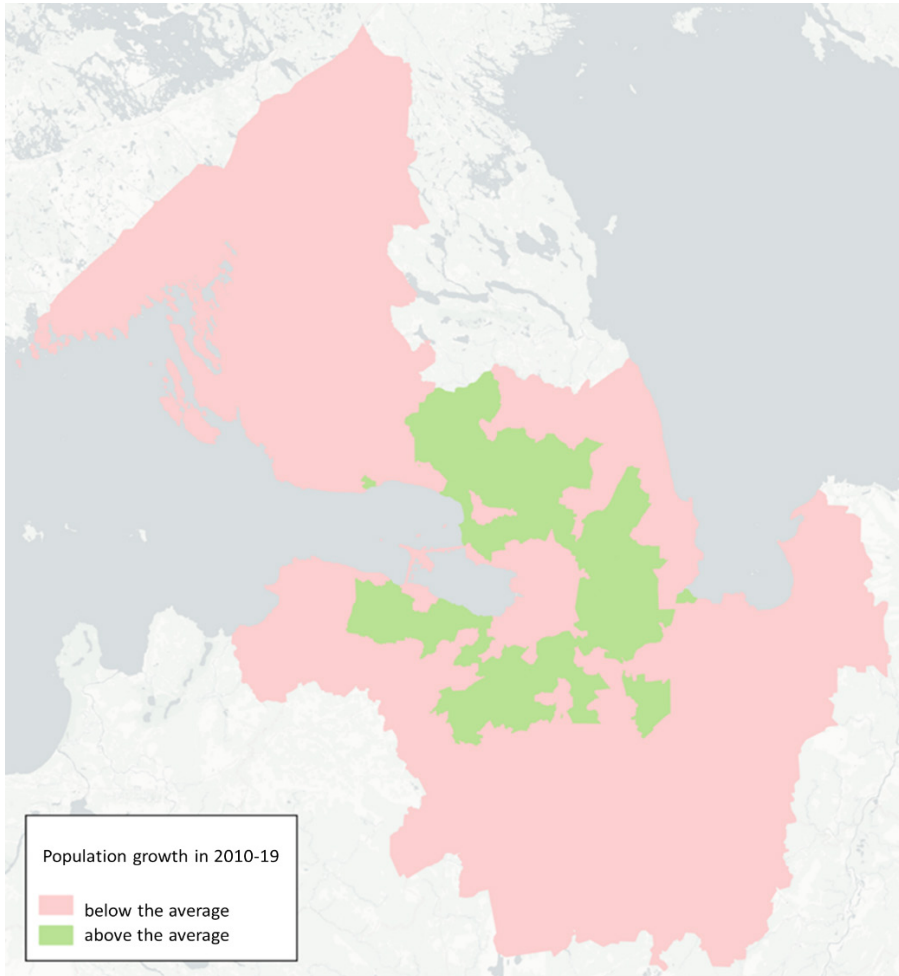 Population growth in 2010-19
below the average
above the average